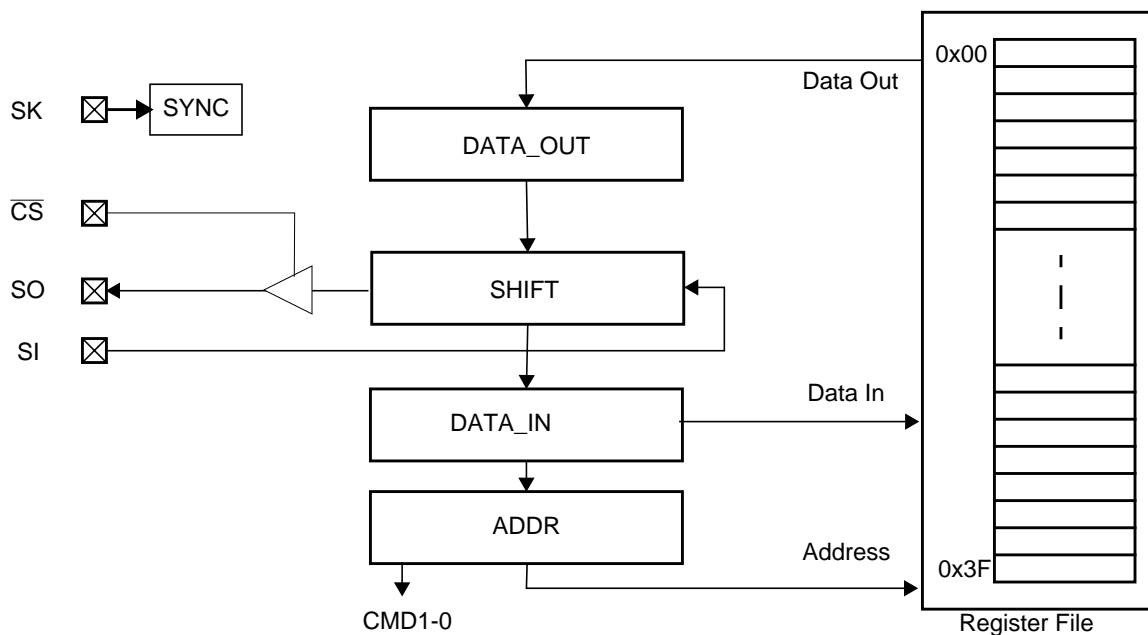 0x00
Data Out
SK
SYNC
DATA_OUT
C̅S̅
SO
SHIFT
SI
Data In
DATA_IN
ADDR
Address
0x3F
CMD1-0
Register File